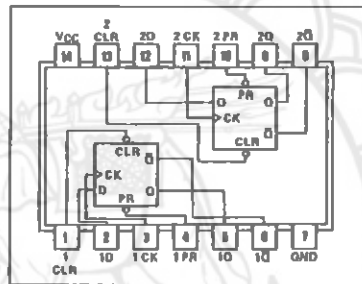 2
VCC CLR 2D 2CK 2PR 2Q 2Q̅
14 13 12 11 10 9 8
PR
D Q
CK
Q̅
CLR
CLR
Q̅
CK
D Q
PR
1 2 3 4 5 6 7
1 1D 1CK 1PR 1Q 1Q̅ GND
CLR